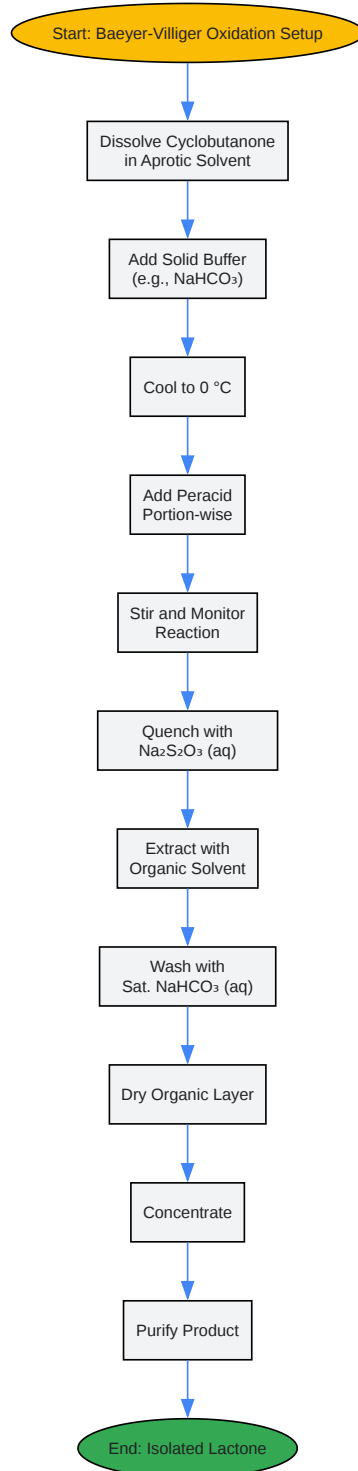 Start: Baeyer-Villiger Oxidation Setup
Dissolve Cyclobutanone
in Aprotic Solvent
Add Solid Buffer
(e.g., NaHCO₃)
Cool to 0 °C
Add Peracid
Portion-wise
Stir and Monitor
Reaction
Quench with
Na₂S₂O₃ (aq)
Extract with
Organic Solvent
Wash with
Sat. NaHCO₃ (aq)
Dry Organic Layer
Concentrate
Purify Product
End: Isolated Lactone